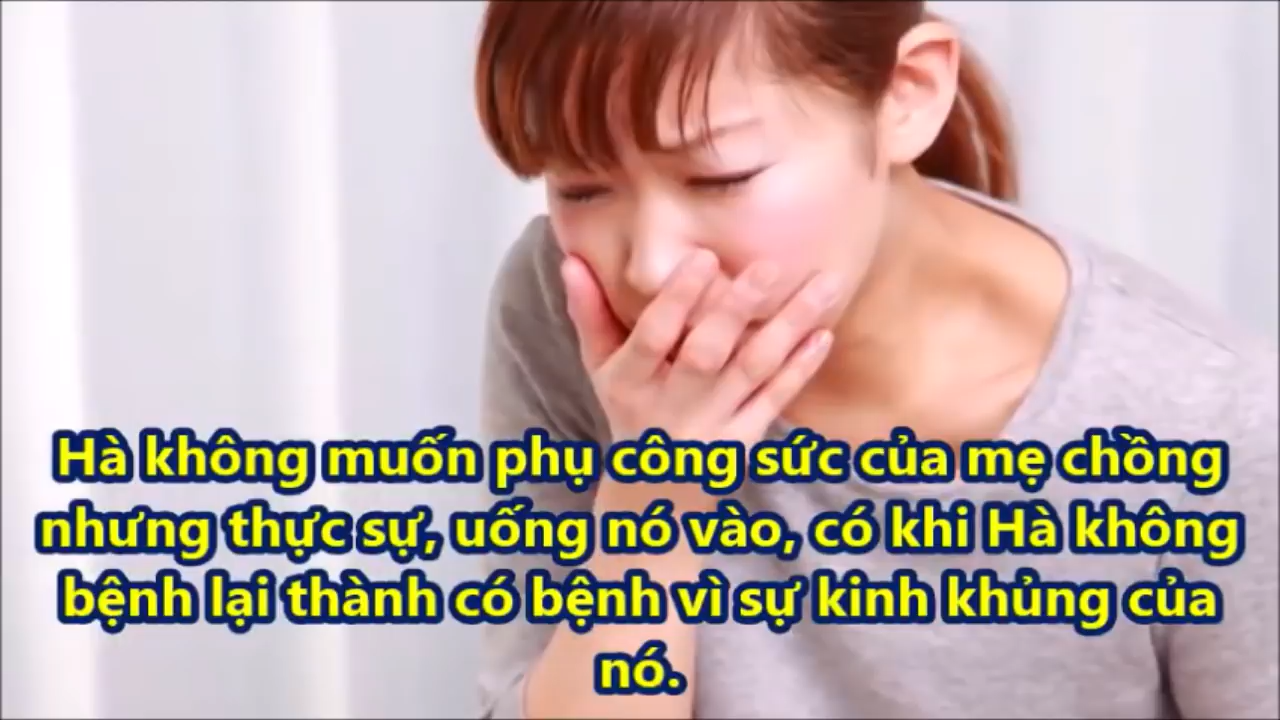 Hà không muốn phụ công sức của mẹ chồng
nhưng thực sự, uống nó vào, có khi Hà không
bệnh lại thành có bệnh vì sự kinh khủng của
nó.